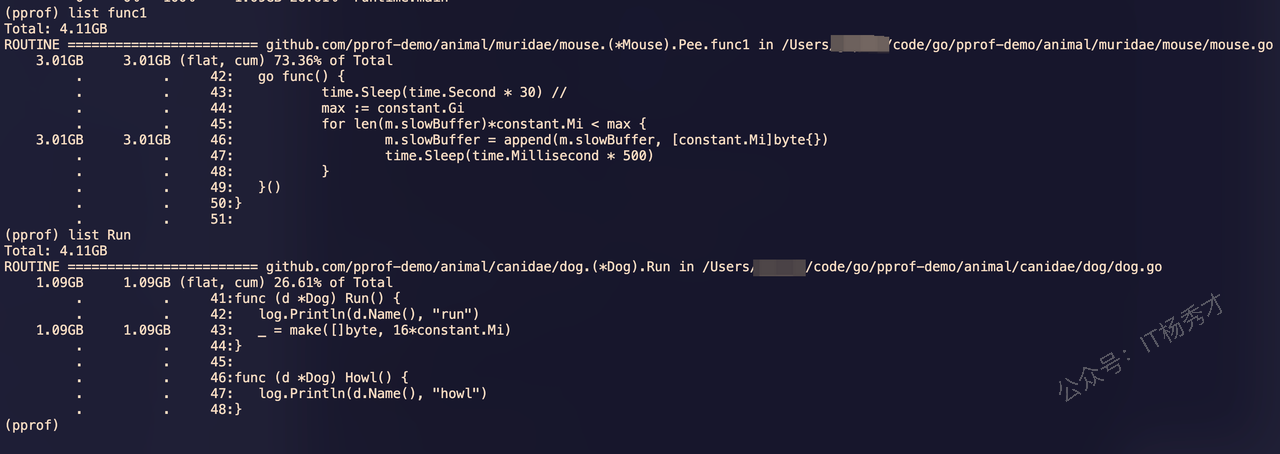 (pprof) list func1
Total: 4.11GB
ROUTINE ======================== github.com/pprof-demo/animal/muridae/mouse.(*Mouse).Pee.func1 in /Users/ /code/go/pprof-demo/animal/muridae/mouse/mouse.go
3.01GB 3.01GB (flat, cum) 73.36% of Total
. . 42: go func() {
. . 43: time.Sleep(time.Second * 30) //
. . 44: max := constant.Gi
. . 45: for len(m.slowBuffer)*constant.Mi < max {
3.01GB 3.01GB 46: m.slowBuffer = append(m.slowBuffer, [constant.Mi]byte{})
. . 47: time.Sleep(time.Millisecond * 500)
. . 48: }
. . 49: }()
. . 50:}
. . 51:
(pprof) list Run
Total: 4.11GB
ROUTINE ======================== github.com/pprof-demo/animal/canidae/dog.(*Dog).Run in /Users/ /code/go/pprof-demo/animal/canidae/dog/dog.go
1.09GB 1.09GB (flat, cum) 26.61% of Total
. . 41:func (d *Dog) Run() {
. . 42: log.Println(d.Name(), "run")
1.09GB 1.09GB 43: _ = make([]byte, 16*constant.Mi)
. . 44:}
. . 45:
. . 46:func (d *Dog) Howl() {
. . 47: log.Println(d.Name(), "howl")
. . 48:}
(pprof)
公众号：IT杨秀才